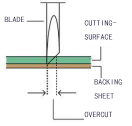 BLADE
CUTTING-
SURFACE
BACKING
SHEET
OVERCUT